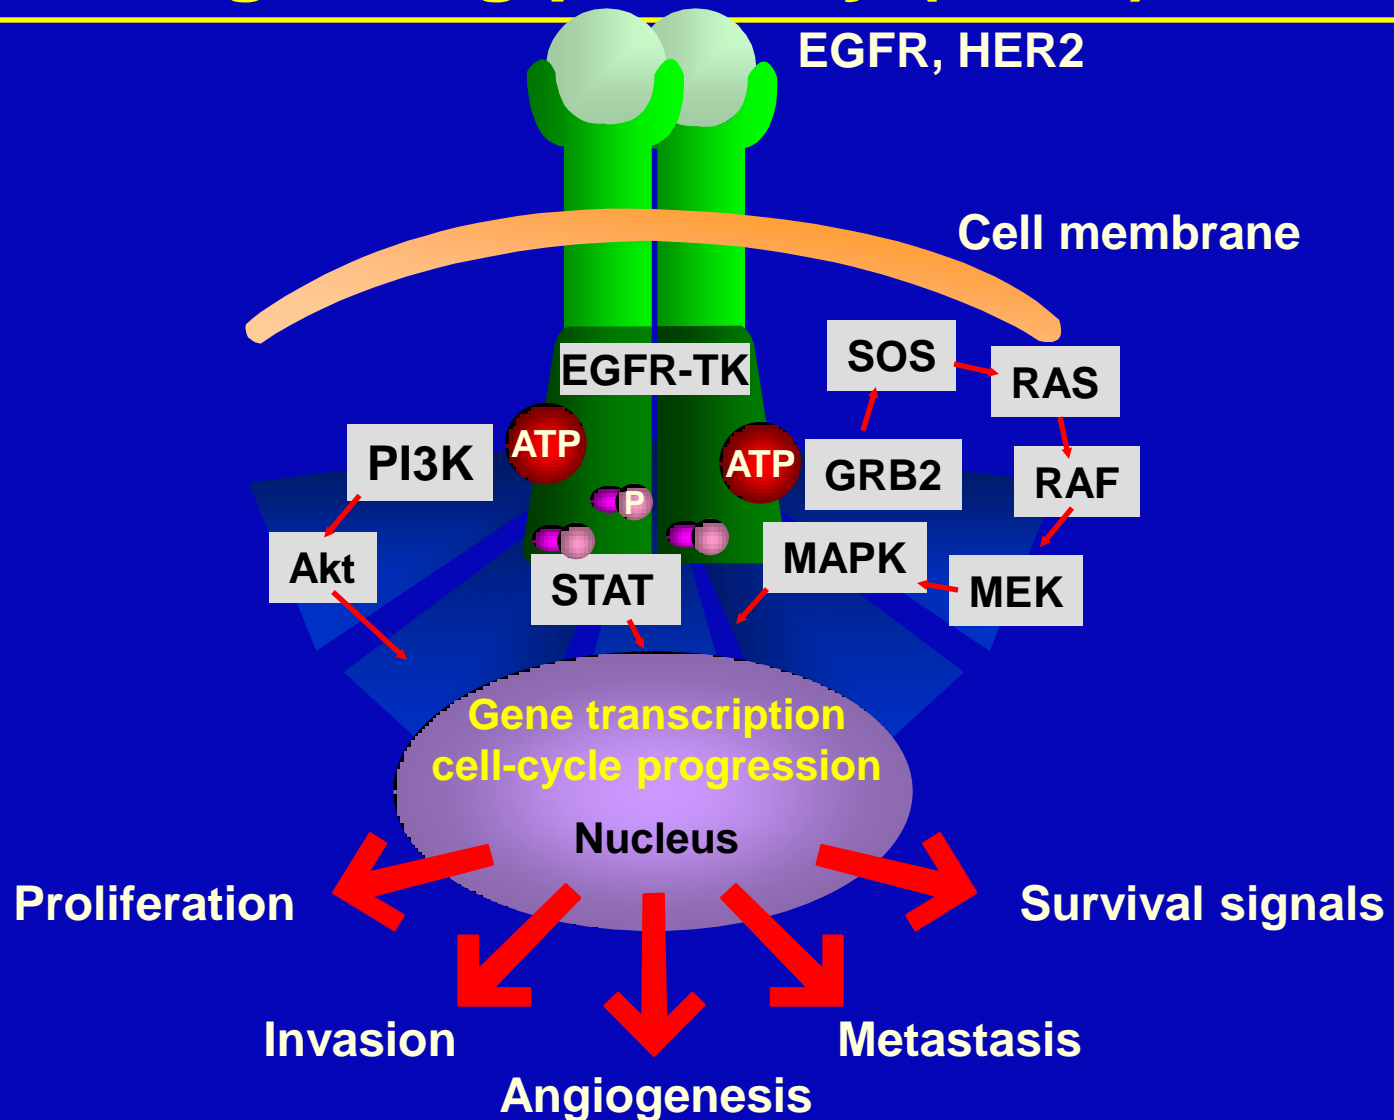 EGFR, HER2
Cell membrane
SOS
RAS
EGFR-TK
ATP
ATP
PI3K
GRB2
RAF
P
Akt
STAT
MAPK
MEK
Gene transcription
cell-cycle progression
Nucleus
Proliferation
Survival signals
Invasion
Metastasis
Angiogenesis